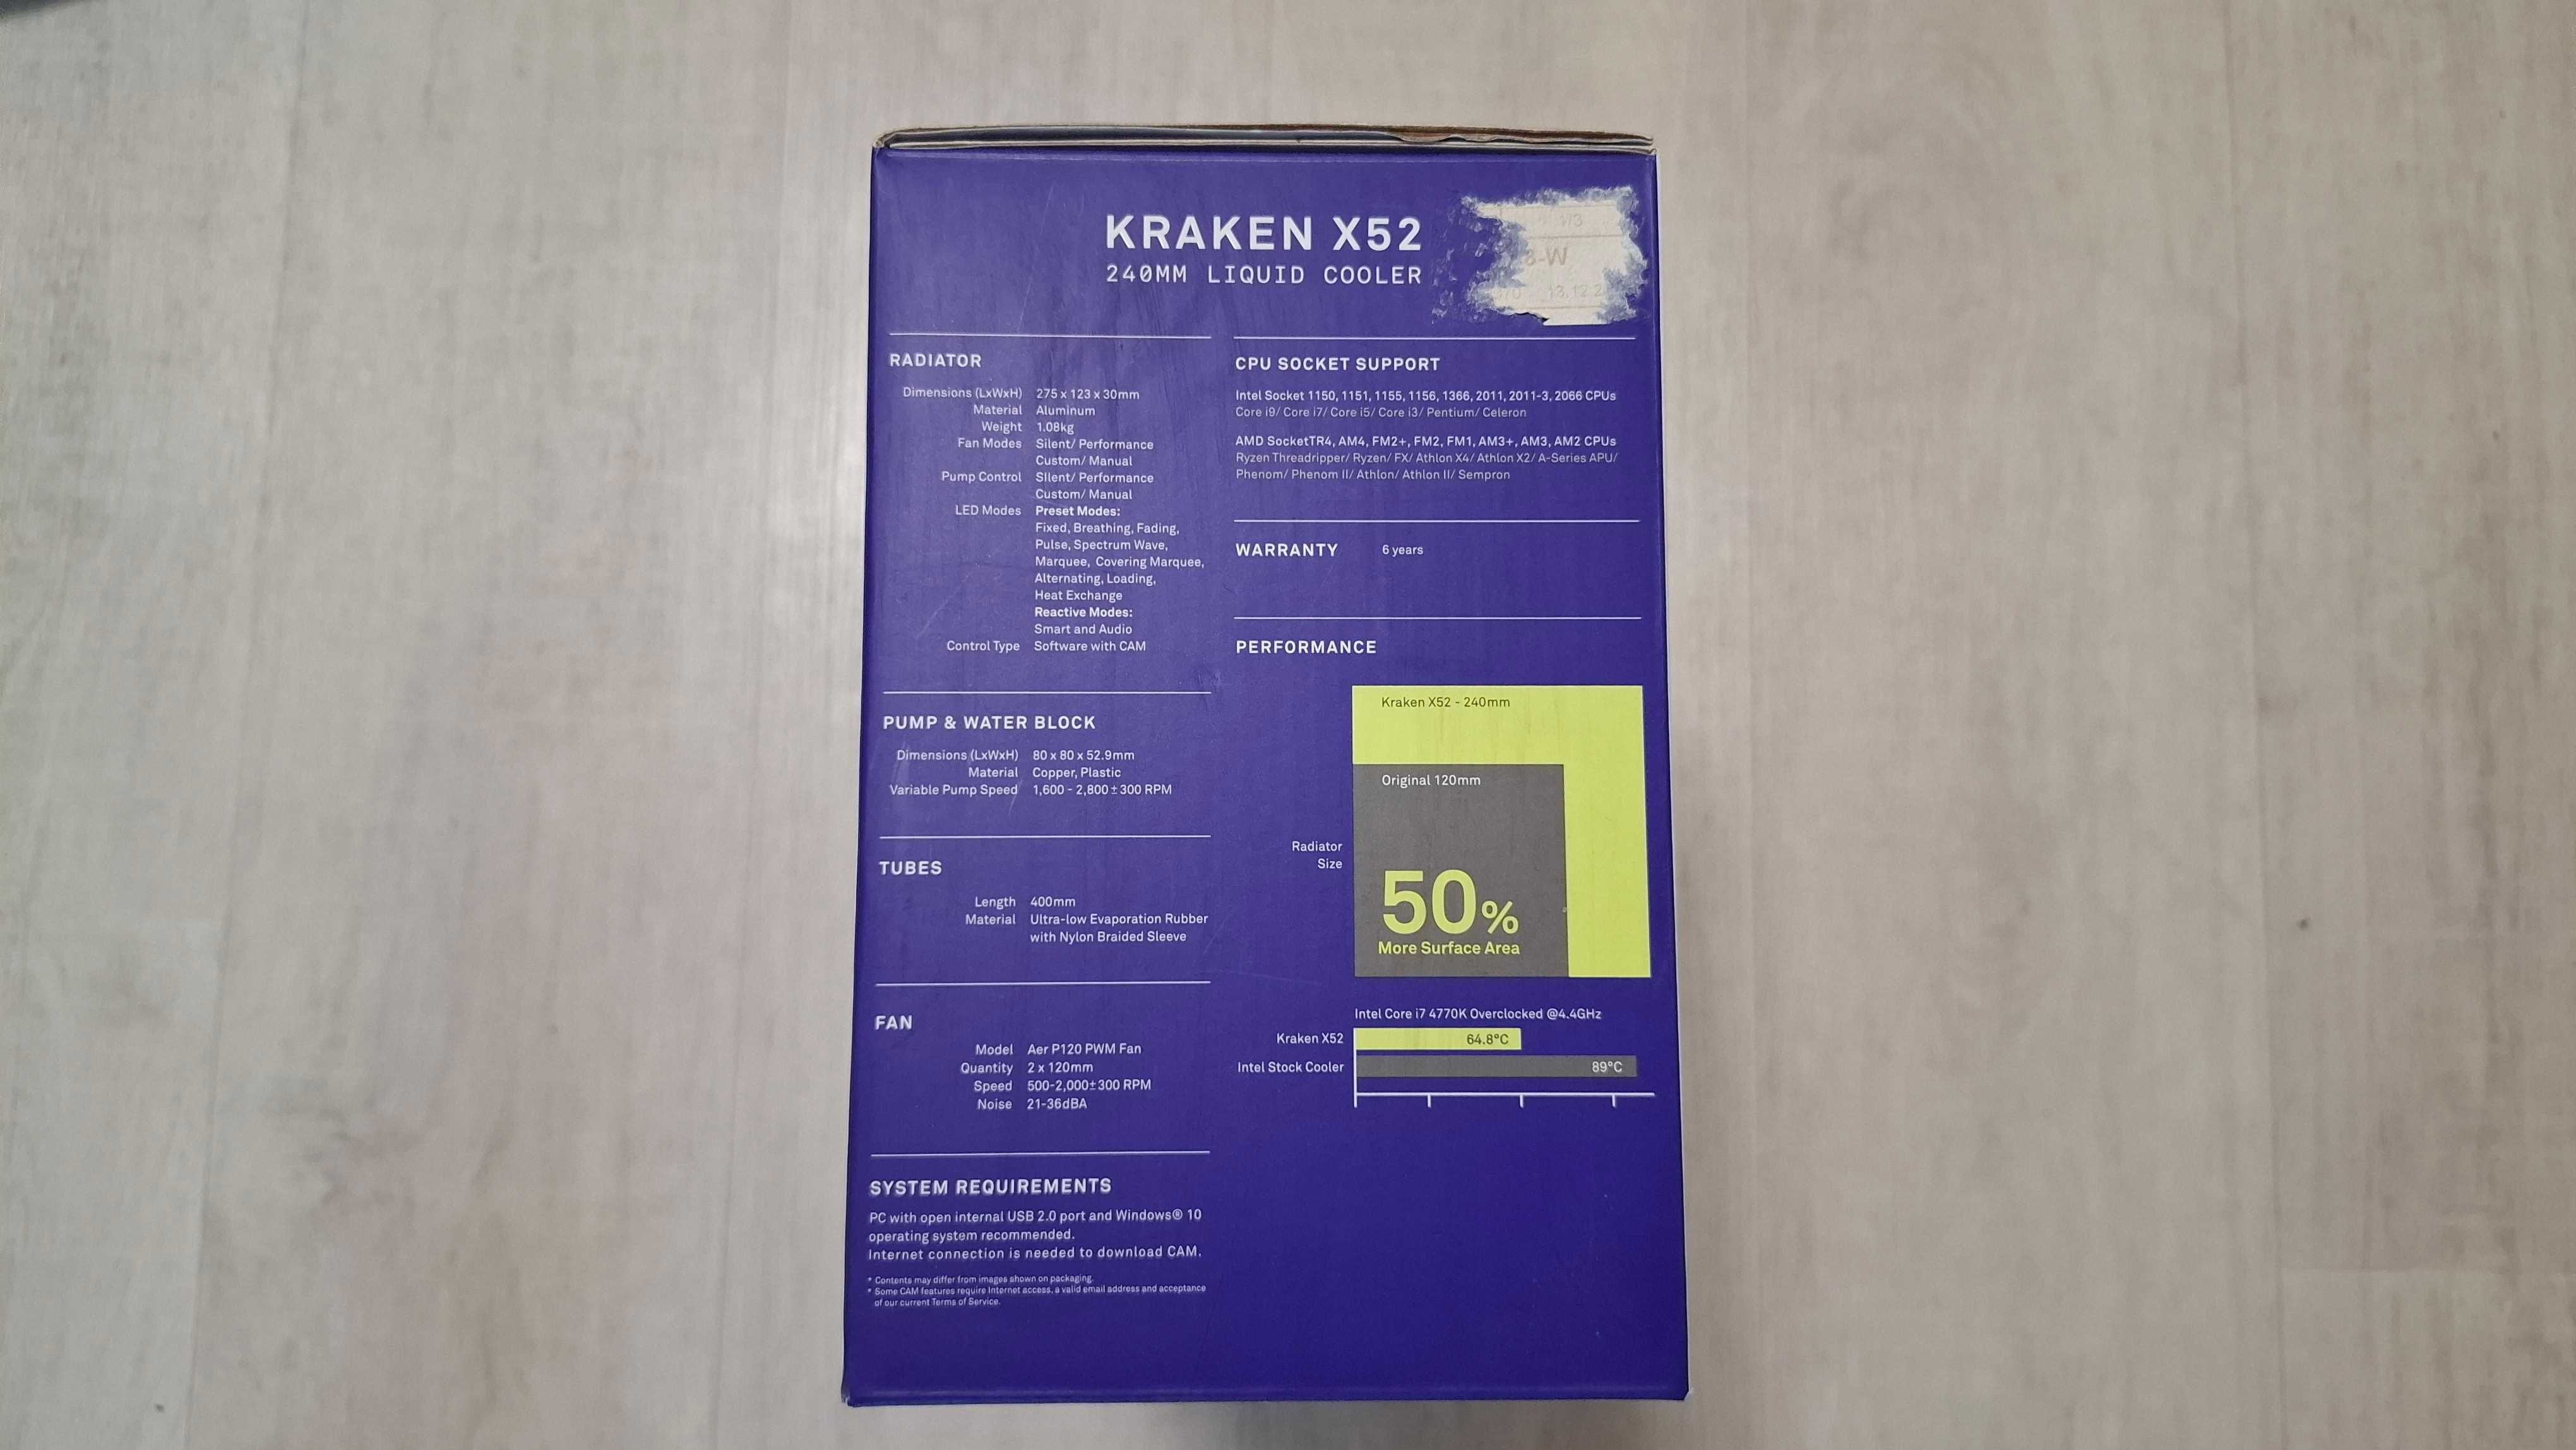 KRAKEN X52
240MM LIQUID COOLER
8-W
RADIATOR
Dimensions (LxWxH) 275 x 123 x 30mm
Material Aluminum
Weight 1.08kg
Fan Modes Silent/ Performance
Custom/ Manual
Pump Control Silent/ Performance
Custom/ Manual
LED Modes Preset Modes:
Fixed, Breathing, Fading,
Pulse, Spectrum Wave,
Marquee, Covering Marquee,
Alternating, Loading,
Heat Exchange
Reactive Modes:
Smart and Audio
Control Type Software with CAM
PUMP & WATER BLOCK
Dimensions (LxWxH) 80 x 80 x 52.9mm
Material Copper, Plastic
Variable Pump Speed 1,600 - 2,800 ± 300 RPM
TUBES
Length 400mm
Material Ultra-low Evaporation Rubber
with Nylon Braided Sleeve
FAN
Model Aer P120 PWM Fan
Quantity 2 x 120mm
Speed 500-2,000±300 RPM
Noise 21-36dBA
SYSTEM REQUIREMENTS
PC with open internal USB 2.0 port and Windows® 10
operating system recommended.
Internet connection is needed to download CAM.
* Contents may differ from images shown on packaging.
* Some CAM features require Internet access, a valid email address and acceptance
of our current Terms of Service.
CPU SOCKET SUPPORT
Intel Socket 1150, 1151, 1155, 1156, 1366, 2011, 2011-3, 2066 CPUs
Core i9/ Core i7/ Core i5/ Core i3/ Pentium/ Celeron
AMD SocketTR4, AM4, FM2+, FM2, FM1, AM3+, AM3, AM2 CPUs
Ryzen Threadripper/ Ryzen/ FX/ Athlon X4/ Athlon X2/ A-Series APU/
Phenom/ Phenom II/ Athlon/ Athlon II/ Sempron
WARRANTY 6 years
PERFORMANCE
Kraken X52 - 240mm
Original 120mm
Radiator
Size
50%
More Surface Area
Intel Core i7 4770K Overclocked @4.4GHz
Kraken X52 64.8°C
Intel Stock Cooler 89°C